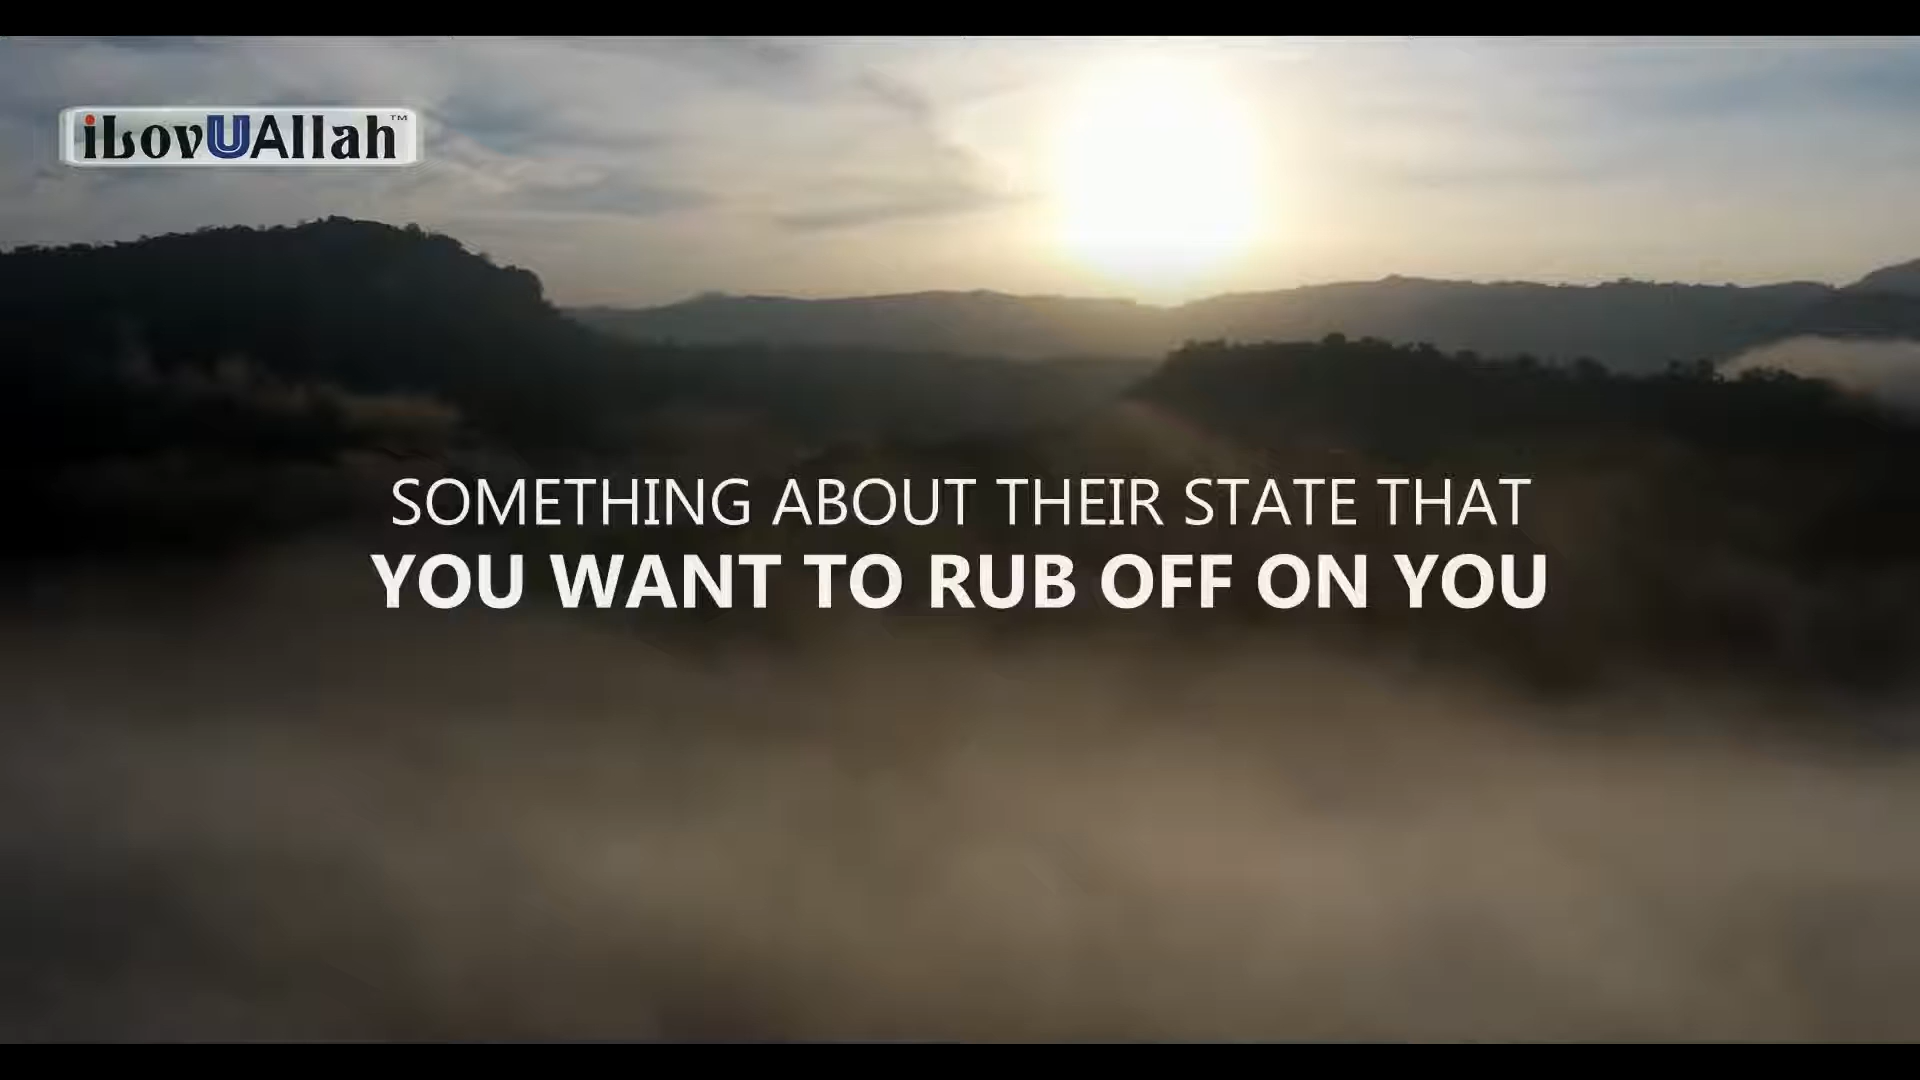 iLovUAllah™
SOMETHING ABOUT THEIR STATE THAT
YOU WANT TO RUB OFF ON YOU